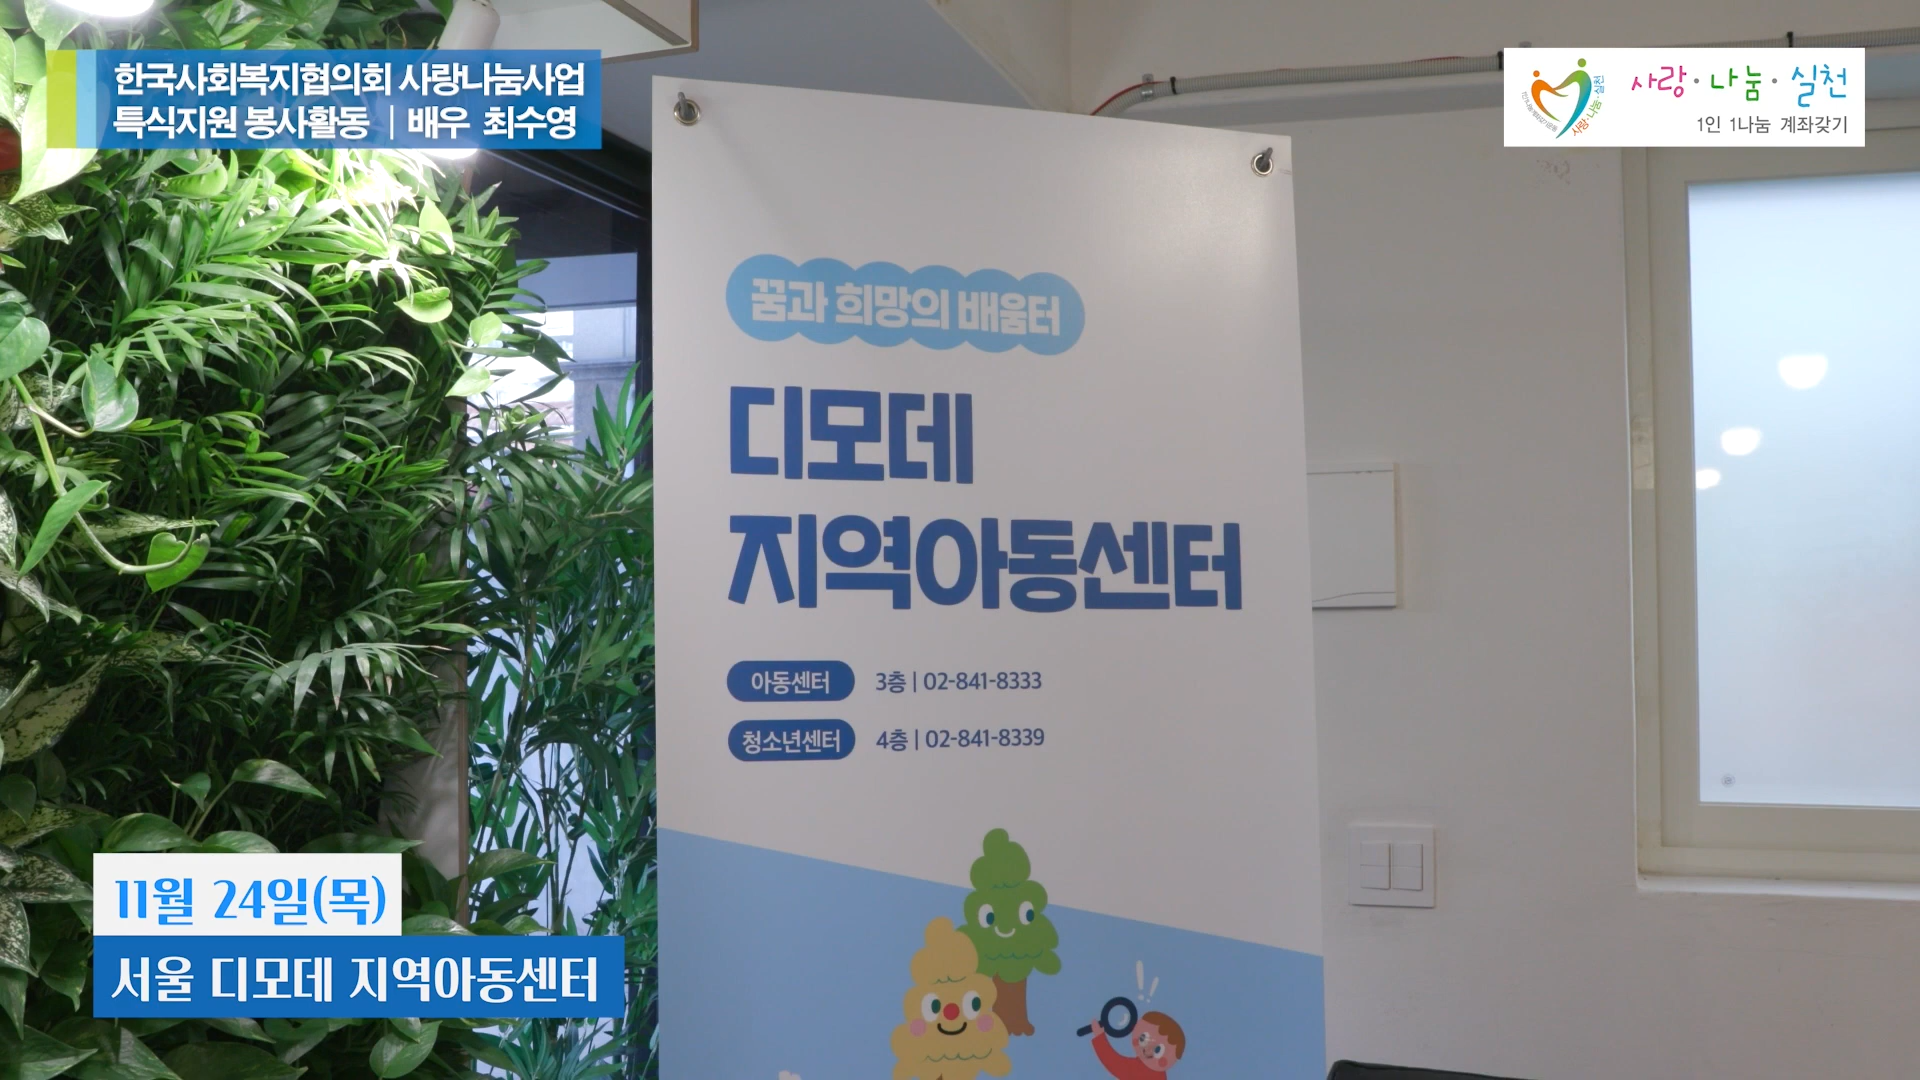 한국사회복지협의회 사랑나눔사업
특식지원 봉사활동 | 배우 최수영
사랑·나눔·실천
1인 1나눔 계좌갖기
꿈과 희망의 배움터
디모데
지역아동센터
아동센터 3층 | 02-841-8333
청소년센터 4층 | 02-841-8339
11월 24일(목)
서울 디모데 지역아동센터